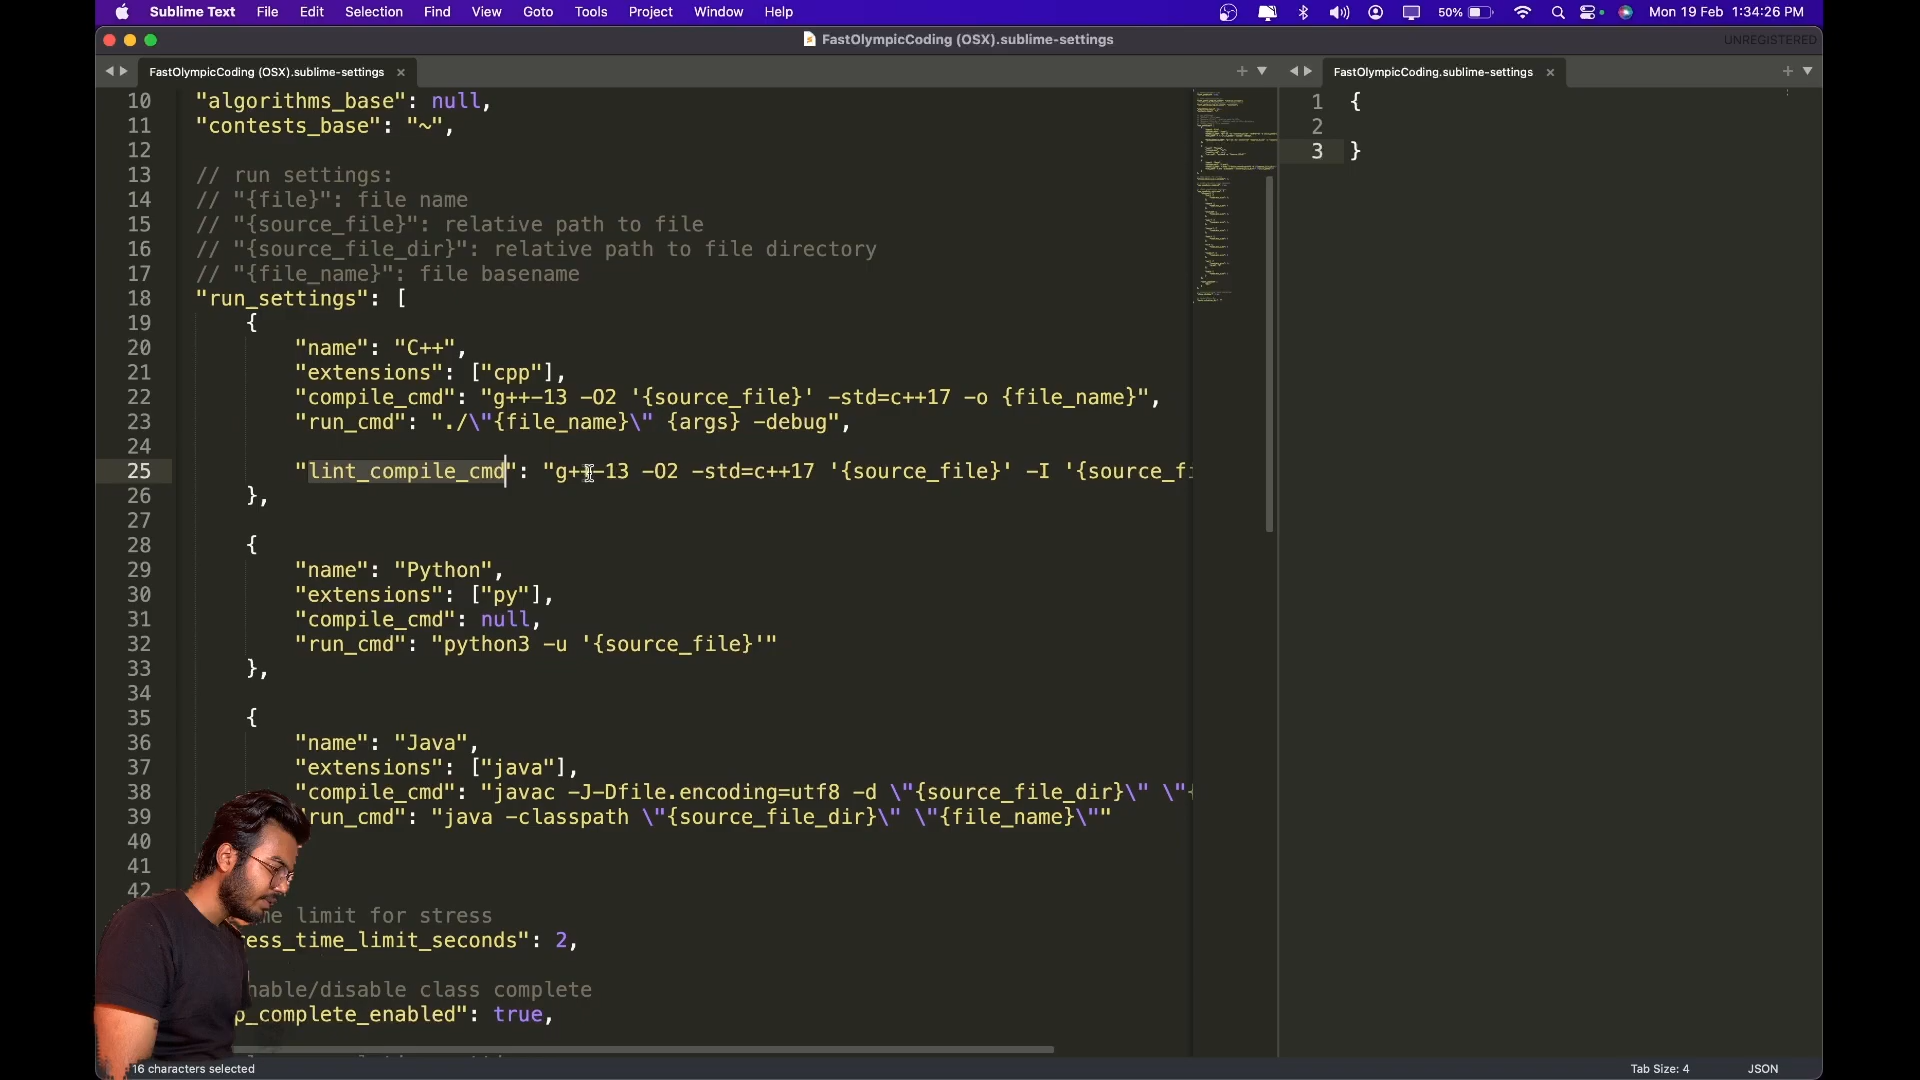 Sublime Text File Edit Selection Find View Goto Tools Project Window Help 50% Mon 19 Feb 1:34:26 PM
FastOlympicCoding (OSX).sublime-settings
UNREGISTERED
FastOlympicCoding (OSX).sublime-settings
FastOlympicCoding.sublime-settings
10 "algorithms_base": null,
11 "contests_base": "~",
12
13 // run settings:
14 // "{file}": file name
15 // "{source_file}": relative path to file
16 // "{source_file_dir}": relative path to file directory
17 // "{file_name}": file basename
18 "run_settings": [
19 {
20 "name": "C++",
21 "extensions": ["cpp"],
22 "compile_cmd": "g++-13 -O2 '{source_file}' -std=c++17 -o {file_name}",
23 "run_cmd": "./\"{file_name}\" {args} -debug",
24
25 "lint_compile_cmd": "g++-13 -O2 -std=c++17 '{source_file}' -I '{source_fi
26 },
27
28 {
29 "name": "Python",
30 "extensions": ["py"],
31 "compile_cmd": null,
32 "run_cmd": "python3 -u '{source_file}'"
33 },
34
35 {
36 "name": "Java",
37 "extensions": ["java"],
38 "compile_cmd": "javac -J-Dfile.encoding=utf8 -d \"{source_file_dir}\" \"{
39 run_cmd": "java -classpath \"{source_file_dir}\" \"{file_name}\""
40
41
42
me limit for stress
ress_time_limit_seconds": 2,
nable/disable class complete
p_complete_enabled": true,
1 {
2
3 }
16 characters selected
Tab Size: 4
JSON